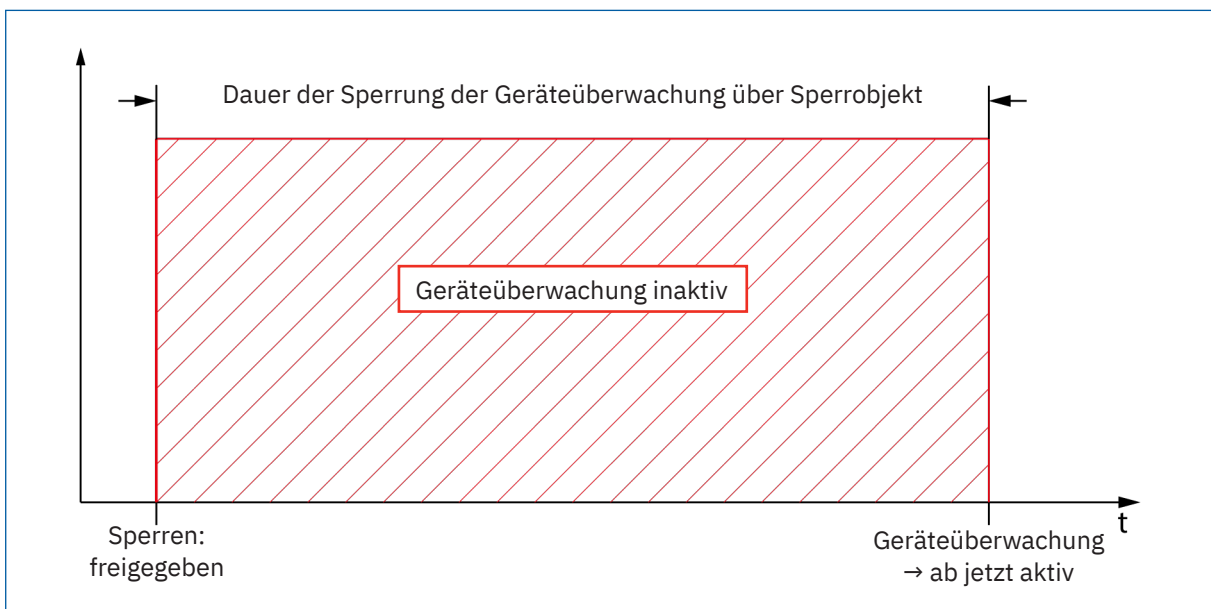 Dauer der Sperrung der Geräteüberwachung über Sperrobjekt
Geräteüberwachung inaktiv
t
Sperren:
freigegeben
Geräteüberwachung
→ ab jetzt aktiv